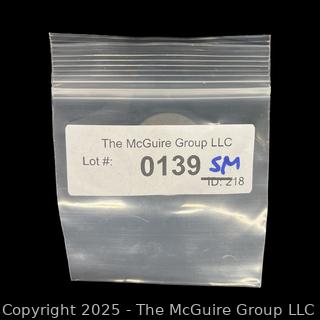 The McGuire Group LLC
Lot #: 0139 SM
ID: 218
Copyright 2025 - The McGuire Group LLC